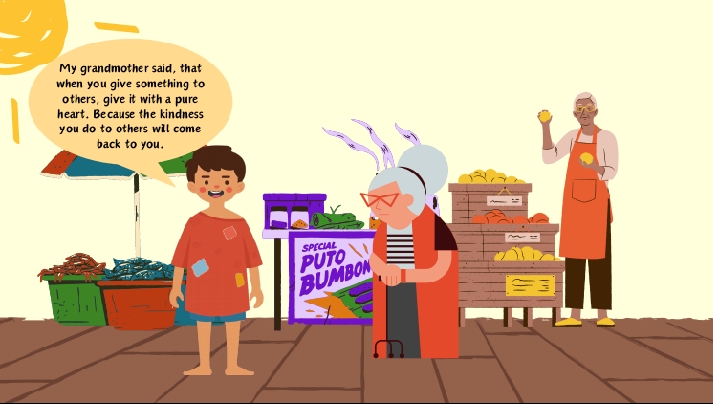 My grandmother said, that
when you give something to
others, give it with a pure
heart. Because the kindness
you do to others will come
back to you.
SPECIAL
PUTO
BUMBONG